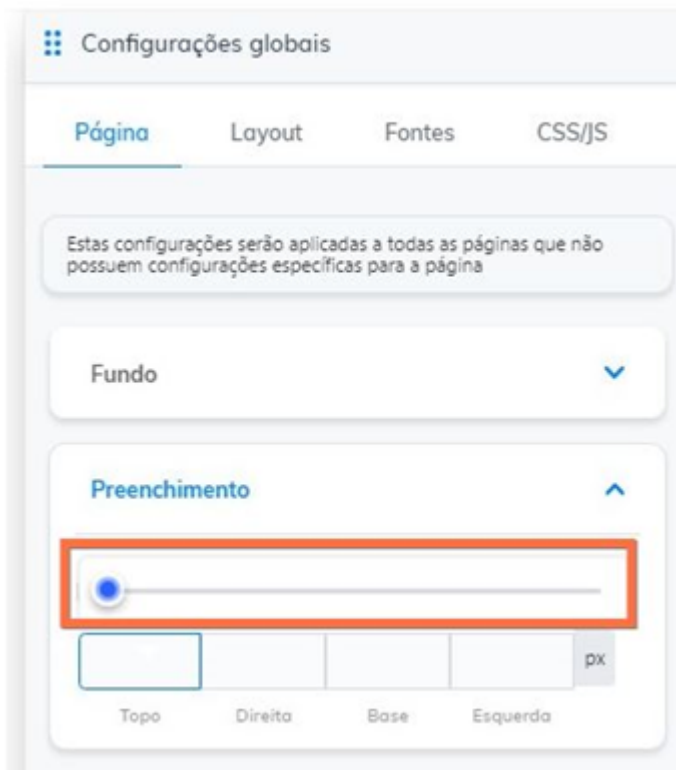 Configurações globais
Página Layout Fontes CSS/JS
Estas configurações serão aplicadas a todas as páginas que não
possuem configurações específicas para a página
Fundo
Preenchimento
px
Topo Direita Base Esquerda